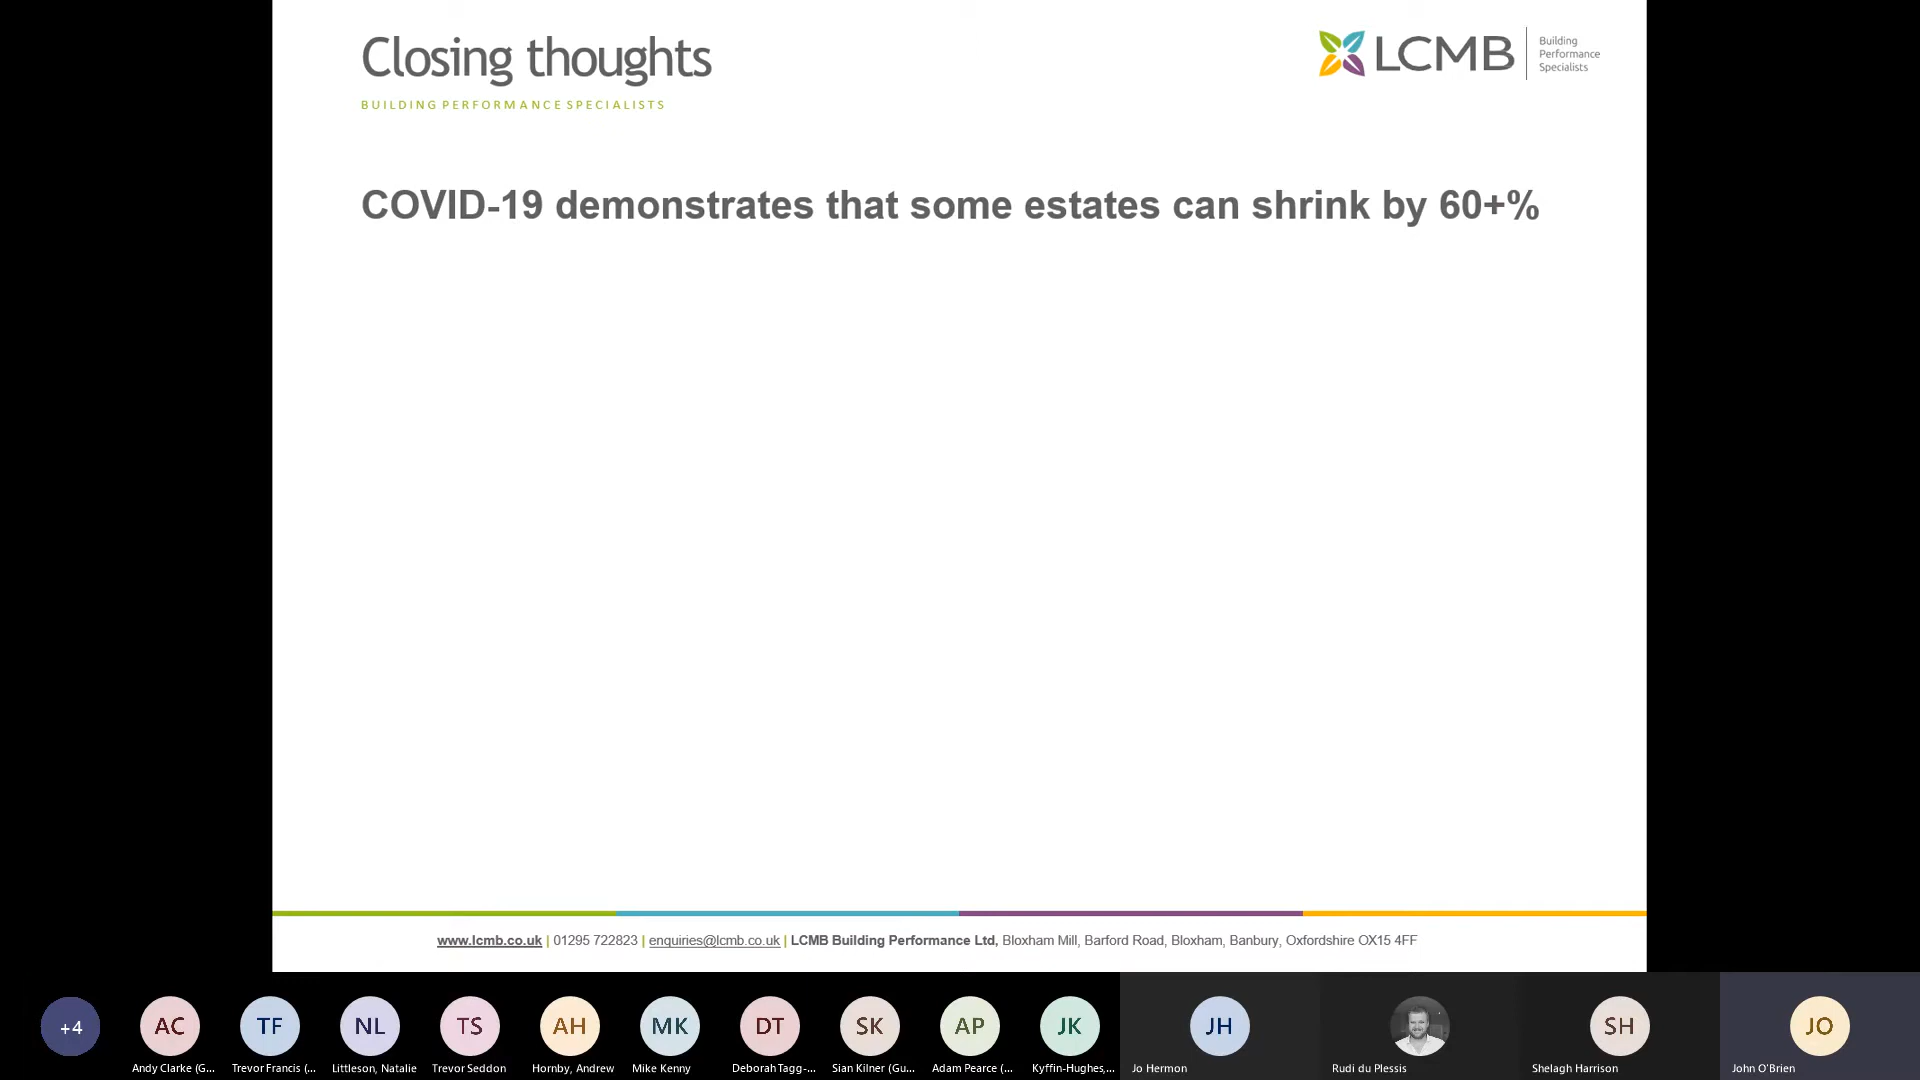 Closing thoughts
BUILDING PERFORMANCE SPECIALISTS
LCMB
Building
Performance
Specialists
COVID-19 demonstrates that some estates can shrink by 60+%
www.lcmb.co.uk | 01295 722823 | enquiries@lcmb.co.uk | LCMB Building Performance Ltd, Bloxham Mill, Barford Road, Bloxham, Banbury, Oxfordshire OX15 4FF
+4 AC TF NL TS AH MK DT SK AP JK JH SH JO
Andy Clarke (G... Trevor Francis (... Littleson, Natalie Trevor Seddon Hornby, Andrew Mike Kenny Deborah Tagg-... Sian Kilner (Gu... Adam Pearce (... Kyffin-Hughes,... Jo Hermon Rudi du Plessis Shelagh Harrison John O'Brien